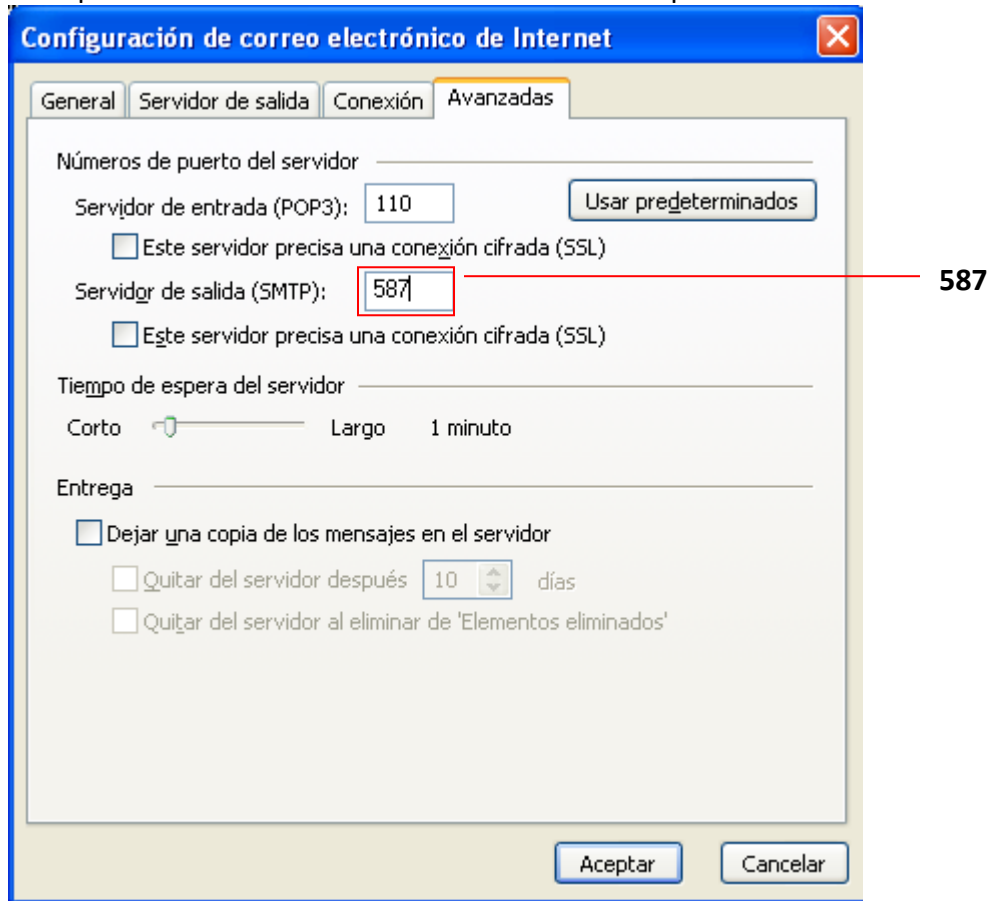 Configuración de correo electrónico de Internet
General Servidor de salida Conexión Avanzadas
Números de puerto del servidor
Servidor de entrada (POP3): 110 Usar predeterminados
Este servidor precisa una conexión cifrada (SSL)
Servidor de salida (SMTP): 587 587
Este servidor precisa una conexión cifrada (SSL)
Tiempo de espera del servidor
Corto Largo 1 minuto
Entrega
Dejar una copia de los mensajes en el servidor
Quitar del servidor después 10 días
Quitar del servidor al eliminar de 'Elementos eliminados'
Aceptar Cancelar